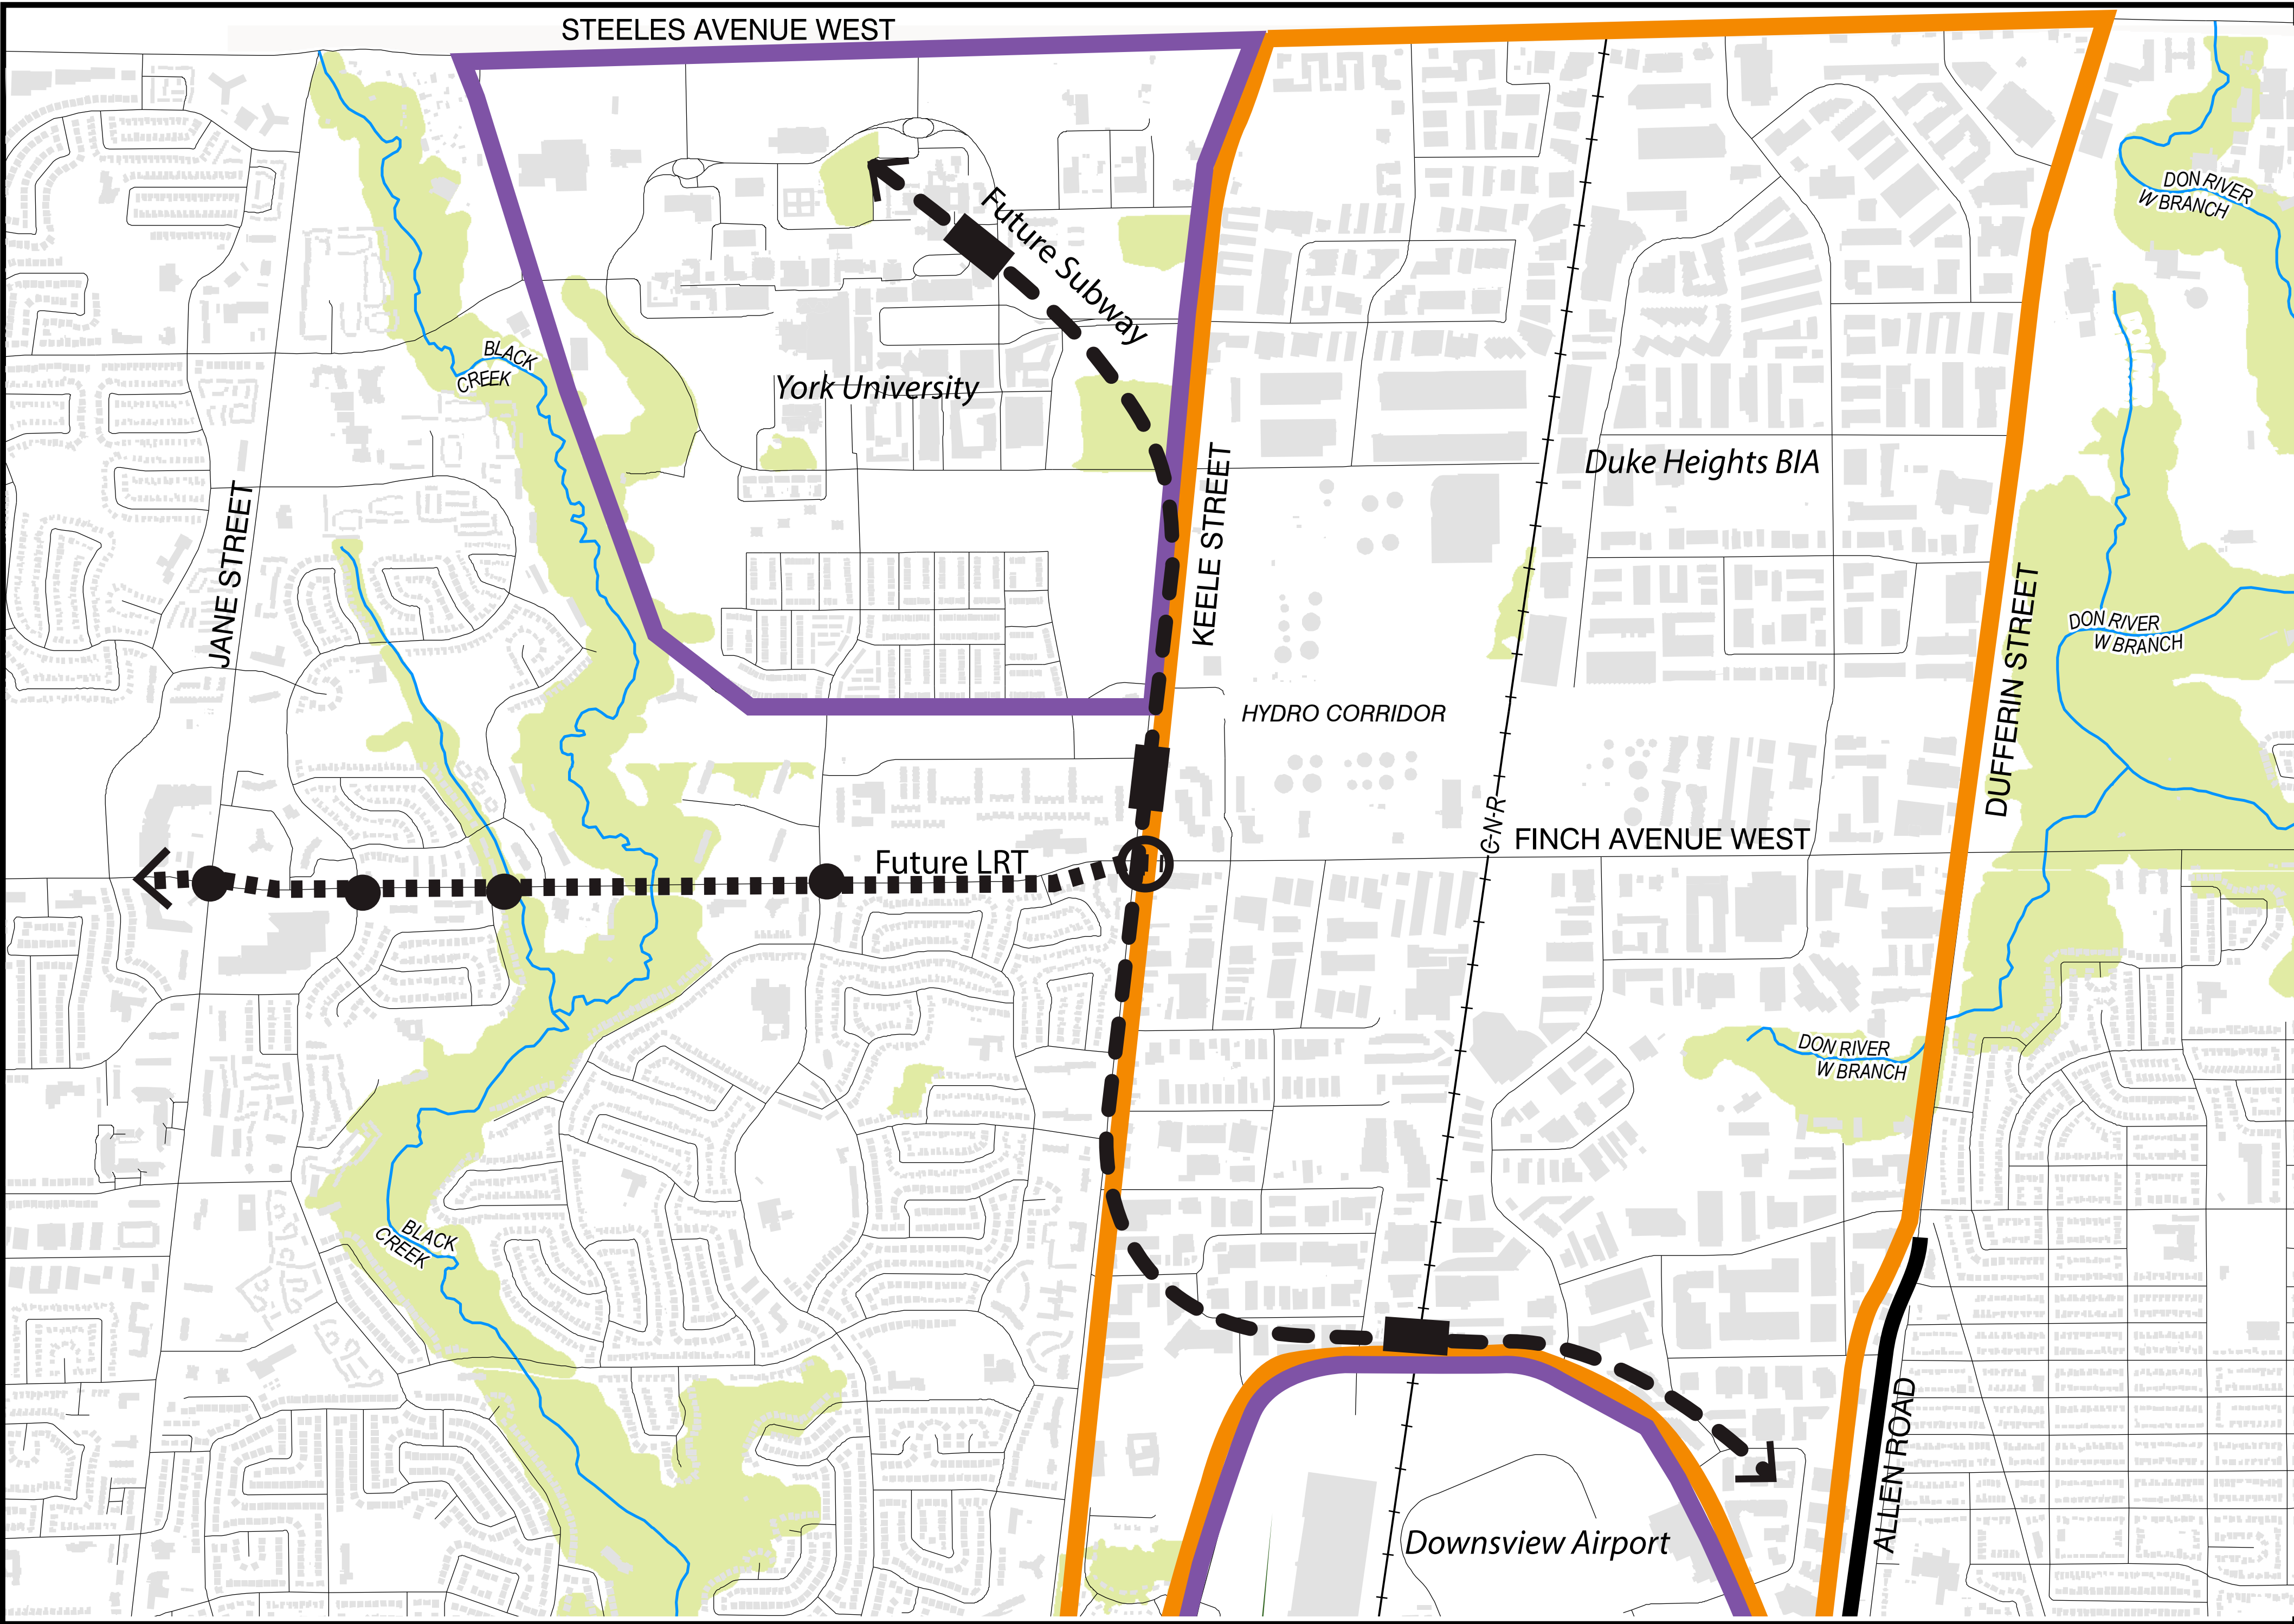 STEELES AVENUE WEST
DON RIVER
W BRANCH
Future Subway
BLACK
CREEK
York University
Duke Heights BIA
KEELE STREET
JANE STREET
DUFFERIN STREET
DON RIVER
W BRANCH
HYDRO CORRIDOR
C-N-R
FINCH AVENUE WEST
Future LRT
DON RIVER
W BRANCH
BLACK
CREEK
ALLEN ROAD
Downsview Airport